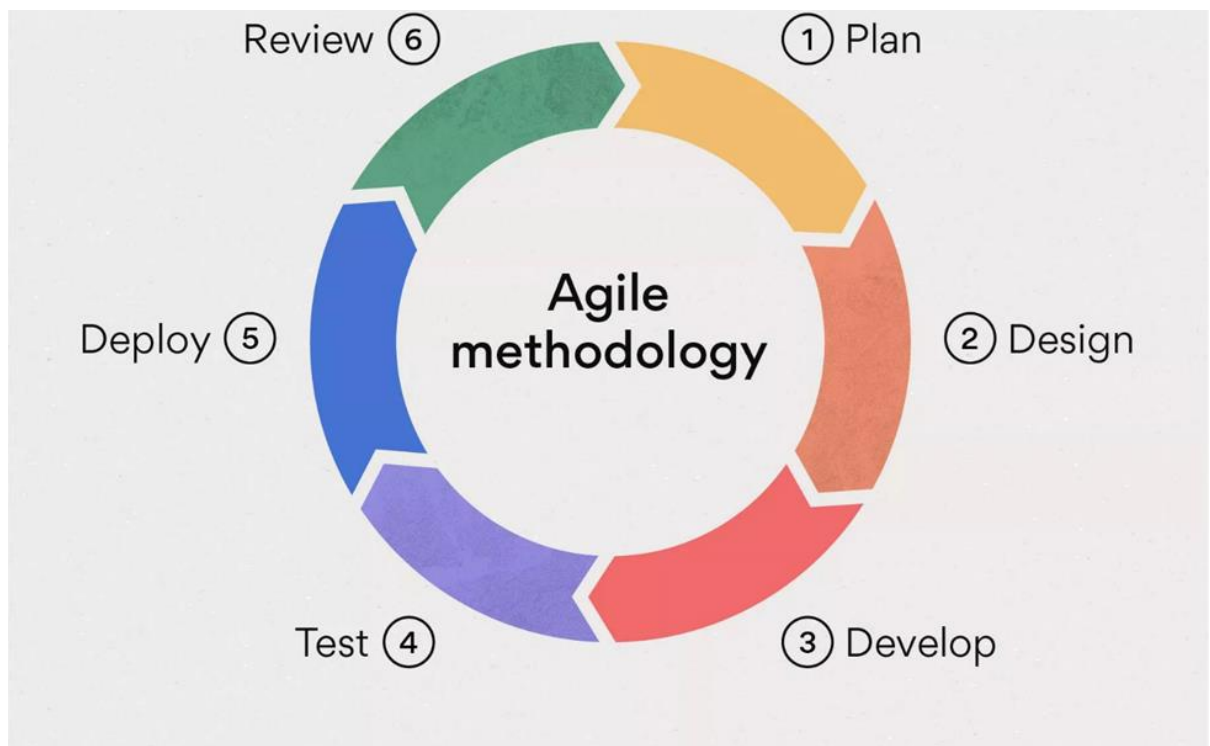 Review 6
1 Plan
Agile
methodology
Deploy 5
2 Design
Test 4
3 Develop